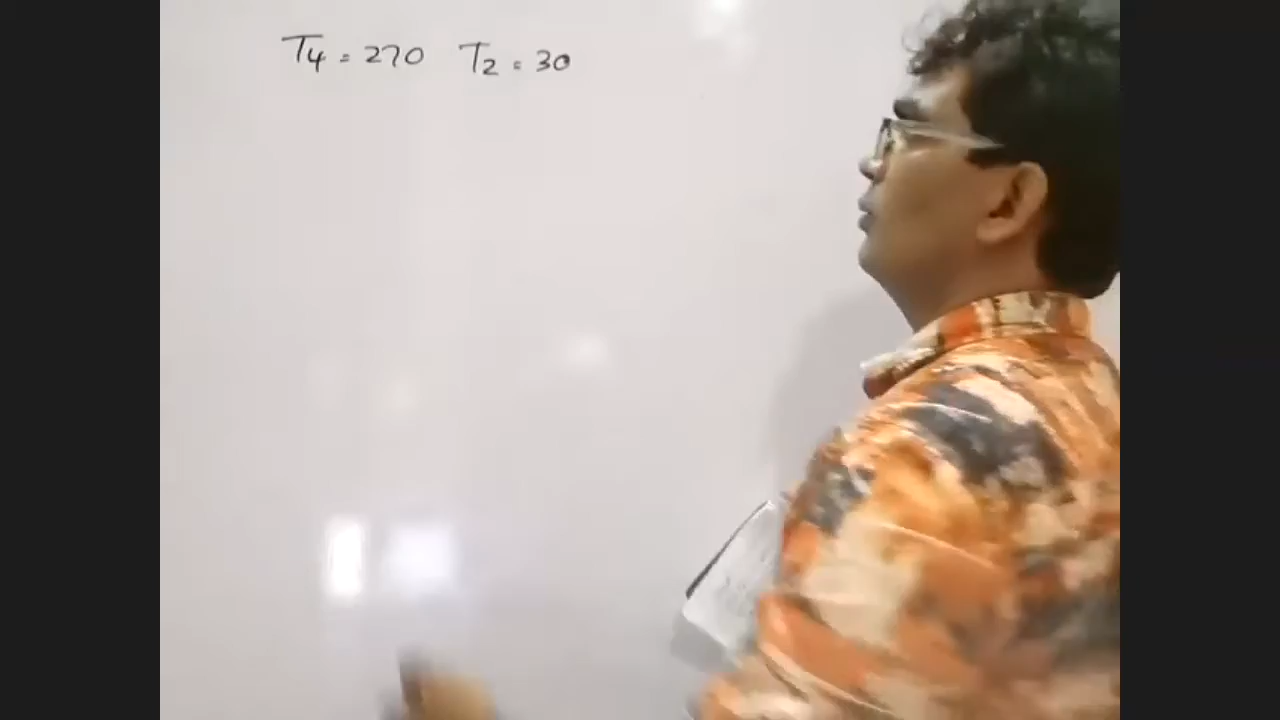 T4 = 270 T2 = 30